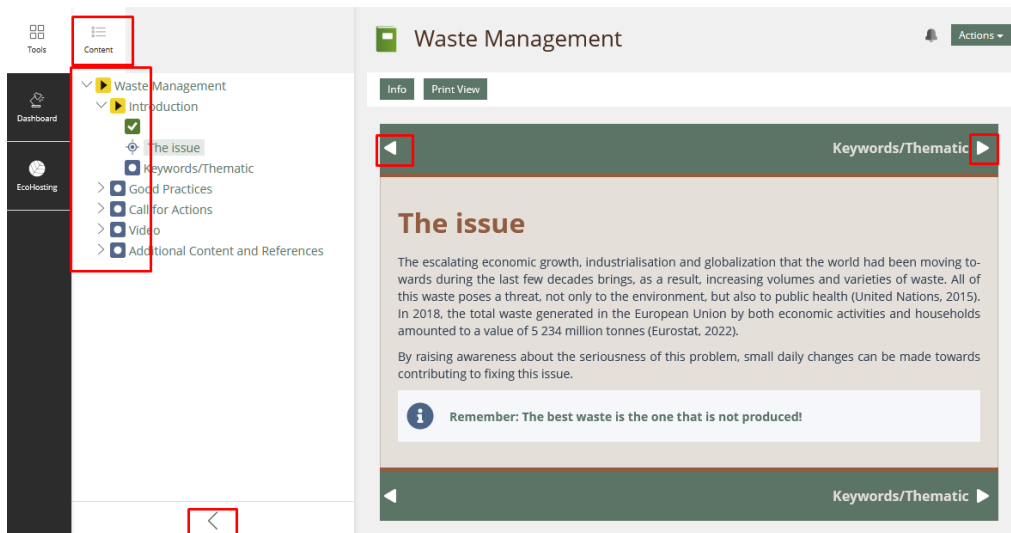 Tools
Content
Dashboard
EcoHosting
Waste Management
Introduction
The issue
Keywords/Thematic
Good Practices
Call for Actions
Video
Additional Content and References
Waste Management
Actions
Info
Print View
Keywords/Thematic
The issue
The escalating economic growth, industrialisation and globalization that the world had been moving to-
wards during the last few decades brings, as a result, increasing volumes and varieties of waste. All of
this waste poses a threat, not only to the environment, but also to public health (United Nations, 2015).
In 2018, the total waste generated in the European Union by both economic activities and households
amounted to a value of 5 234 million tonnes (Eurostat, 2022).
By raising awareness about the seriousness of this problem, small daily changes can be made towards
contributing to fixing this issue.
Remember: The best waste is the one that is not produced!
Keywords/Thematic